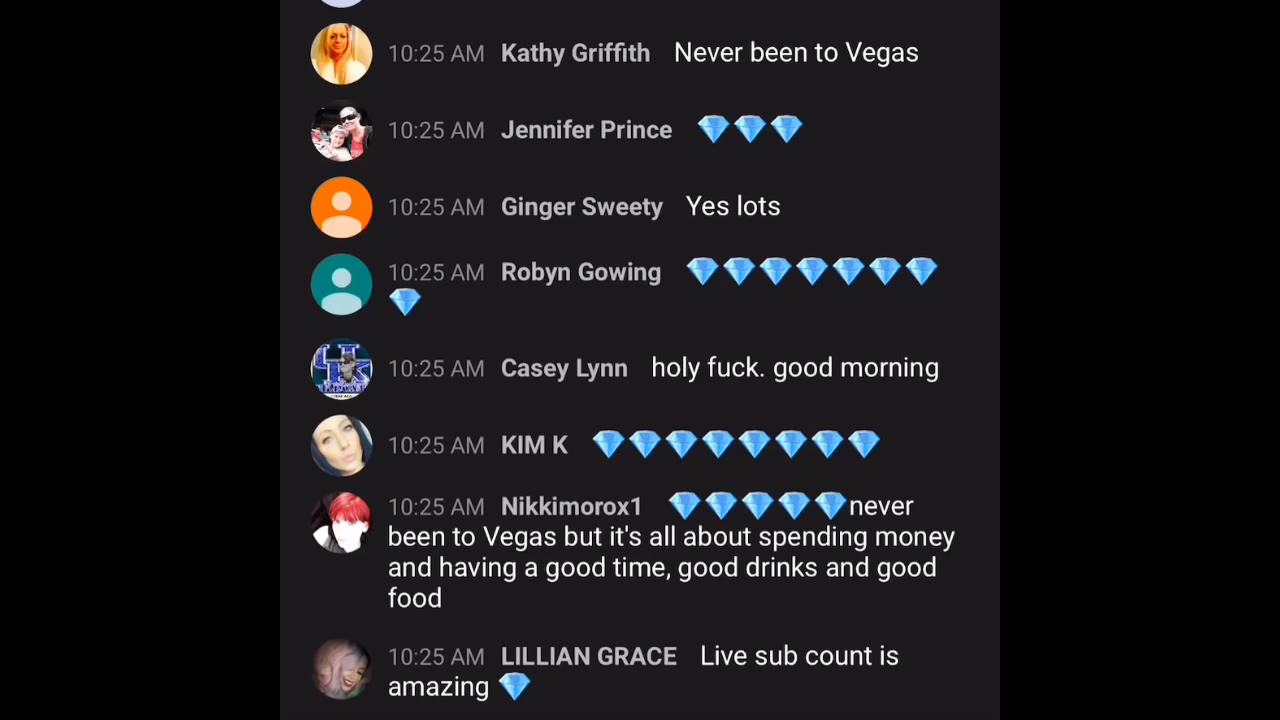 10:25 AM Kathy Griffith Never been to Vegas
10:25 AM Jennifer Prince 💎💎💎
10:25 AM Ginger Sweety Yes lots
10:25 AM Robyn Gowing 💎💎💎💎💎💎💎
💎
10:25 AM Casey Lynn holy fuck. good morning
10:25 AM KIM K 💎💎💎💎💎💎💎💎
10:25 AM Nikkimorox1 💎💎💎💎💎never
been to Vegas but it's all about spending money
and having a good time, good drinks and good
food
10:25 AM LILLIAN GRACE Live sub count is
amazing 💎